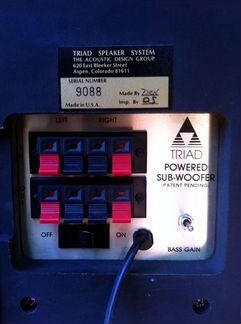 TRIAD SPEAKER SYSTEM
THE ACOUSTIC DESIGN GROUP
620 East Bleeker Street
Aspen, Colorado 81611
SERIAL NUMBER
9088
Made By
Made in U.S.A.
Insp. By DS
LEFT RIGHT
TRIAD
POWERED
SUB-WOOFER
(PATENT PENDING)
OFF ON
BASS GAIN